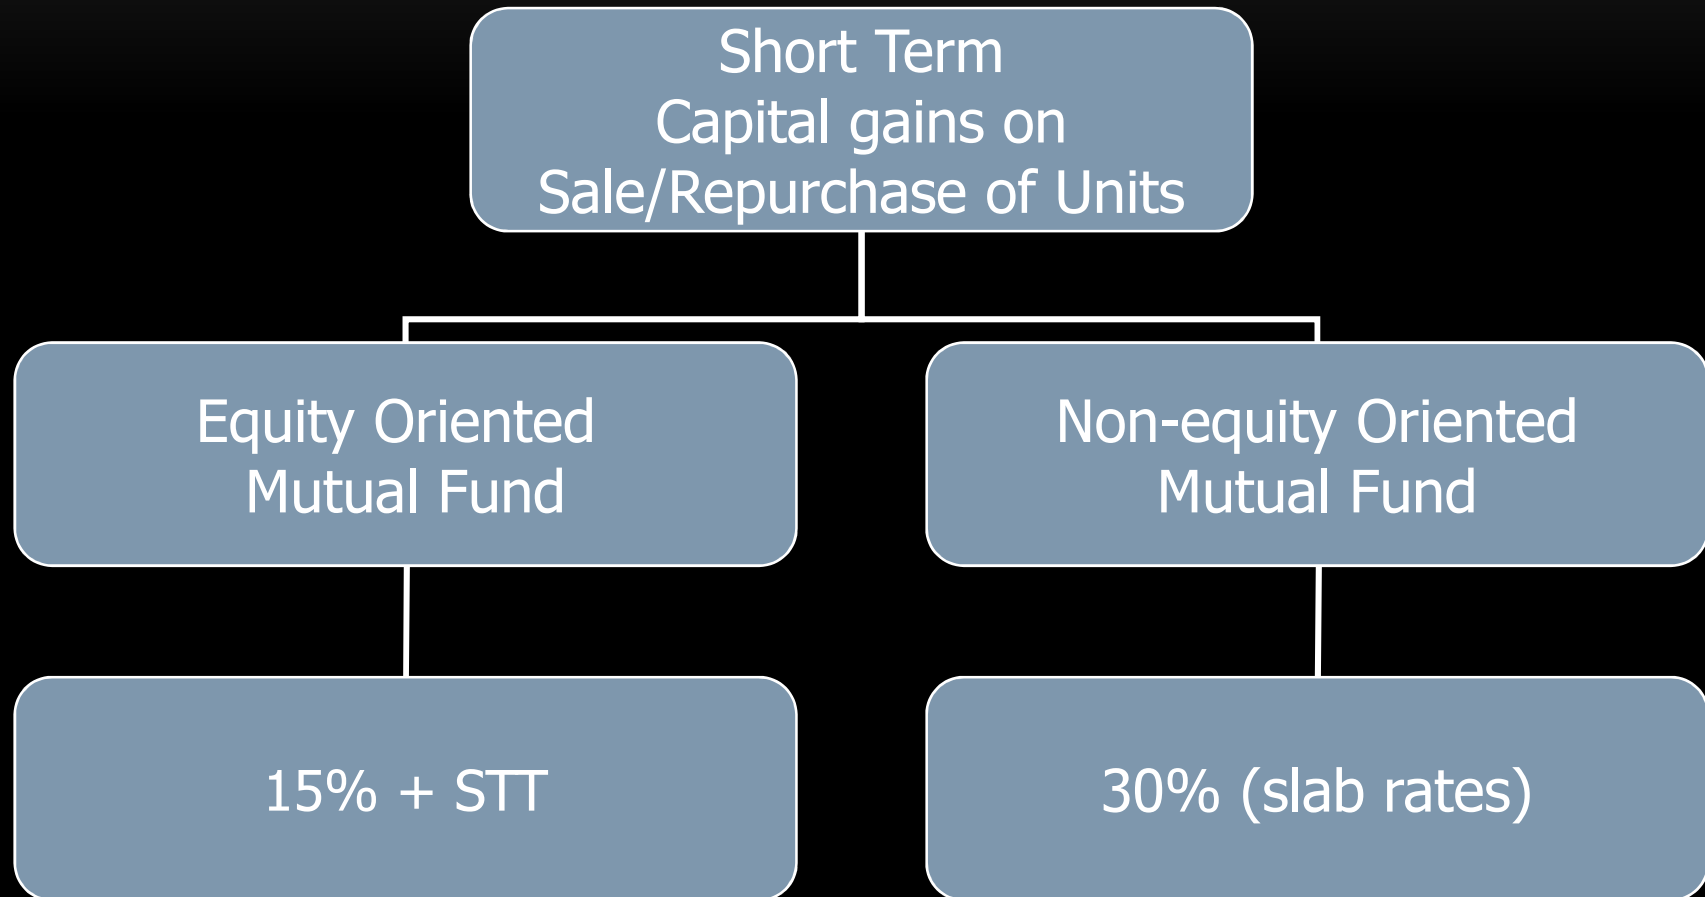 Short Term
Capital gains on
Sale/Repurchase of Units
Equity Oriented
Mutual Fund
Non-equity Oriented
Mutual Fund
15% + STT
30% (slab rates)